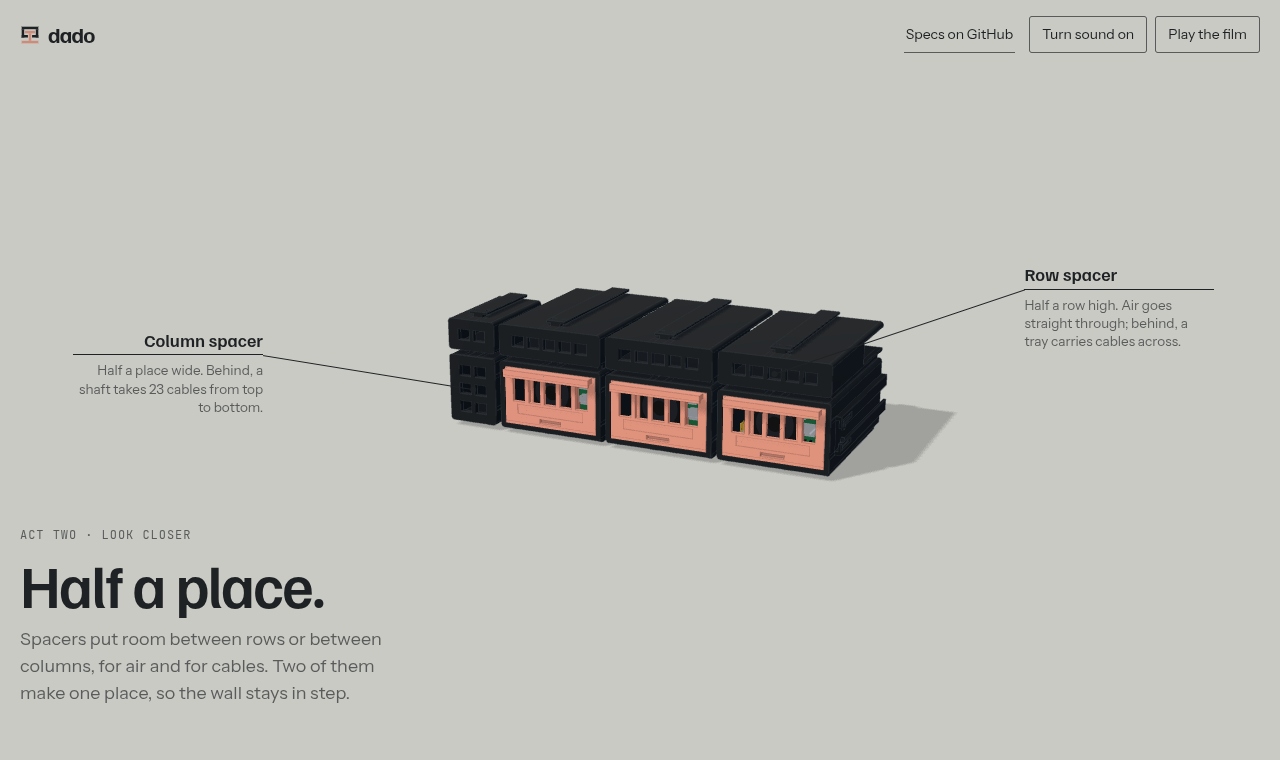 dado
Specs on GitHub
Turn sound on
Play the film
Row spacer
Half a row high. Air goes
straight through; behind, a
tray carries cables across.
Column spacer
Half a place wide. Behind, a
shaft takes 23 cables from top
to bottom.
ACT TWO · LOOK CLOSER
Half a place.
Spacers put room between rows or between
columns, for air and for cables. Two of them
make one place, so the wall stays in step.